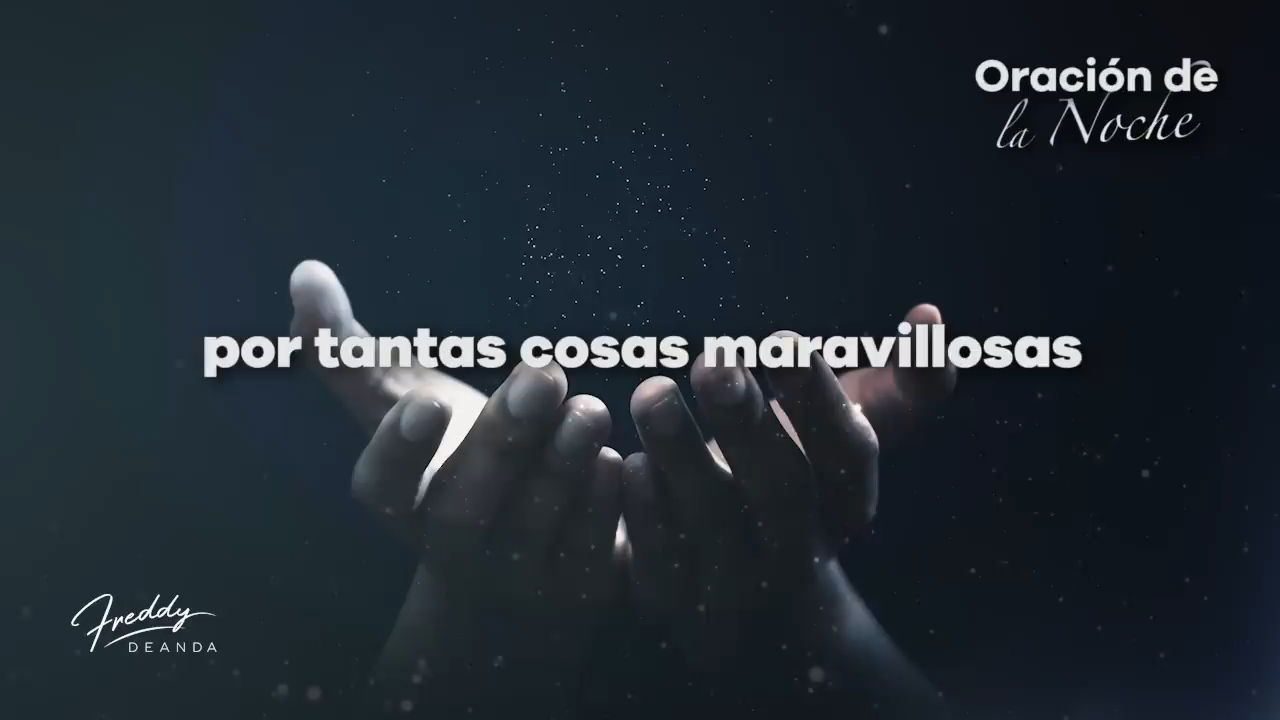 Oración de
la Noche
por tantas cosas maravillosas
Freddy
DEANDA